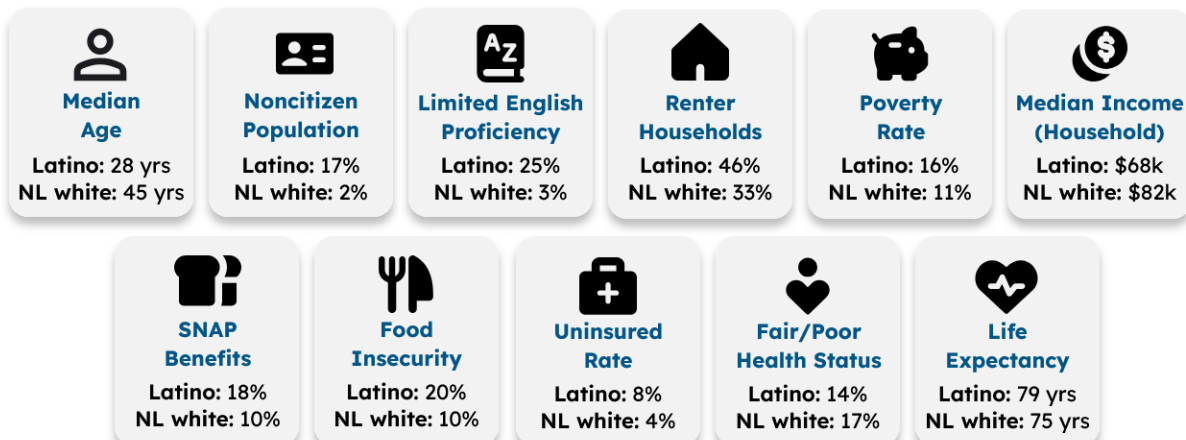 A Z
$
Median
Age
Latino: 28 yrs
NL white: 45 yrs
Noncitizen
Population
Latino: 17%
NL white: 2%
Limited English
Proficiency
Latino: 25%
NL white: 3%
Renter
Households
Latino: 46%
NL white: 33%
Poverty
Rate
Latino: 16%
NL white: 11%
Median Income
(Household)
Latino: $68k
NL white: $82k
SNAP
Benefits
Latino: 18%
NL white: 10%
Food
Insecurity
Latino: 20%
NL white: 10%
Uninsured
Rate
Latino: 8%
NL white: 4%
Fair/Poor
Health Status
Latino: 14%
NL white: 17%
Life
Expectancy
Latino: 79 yrs
NL white: 75 yrs